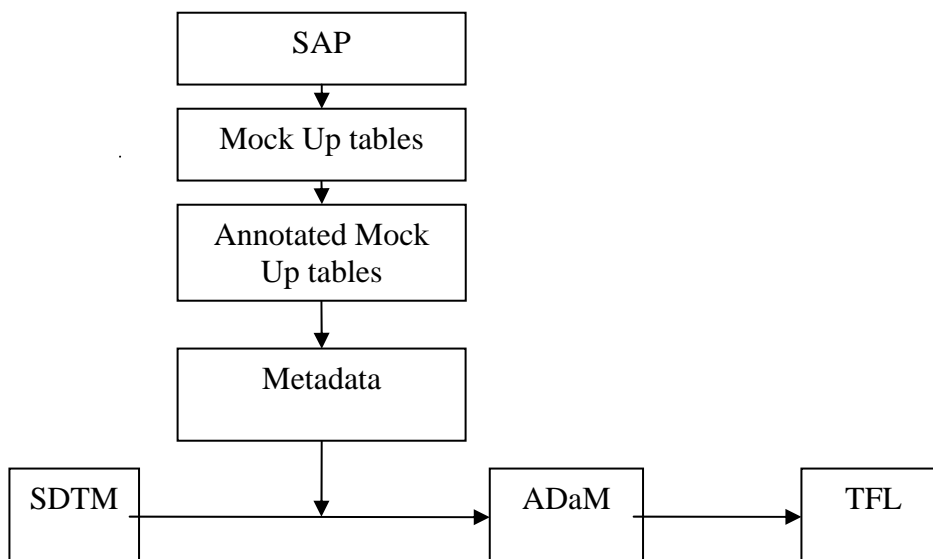 SAP
Mock Up tables
Annotated Mock
Up tables
Metadata
SDTM
ADaM
TFL